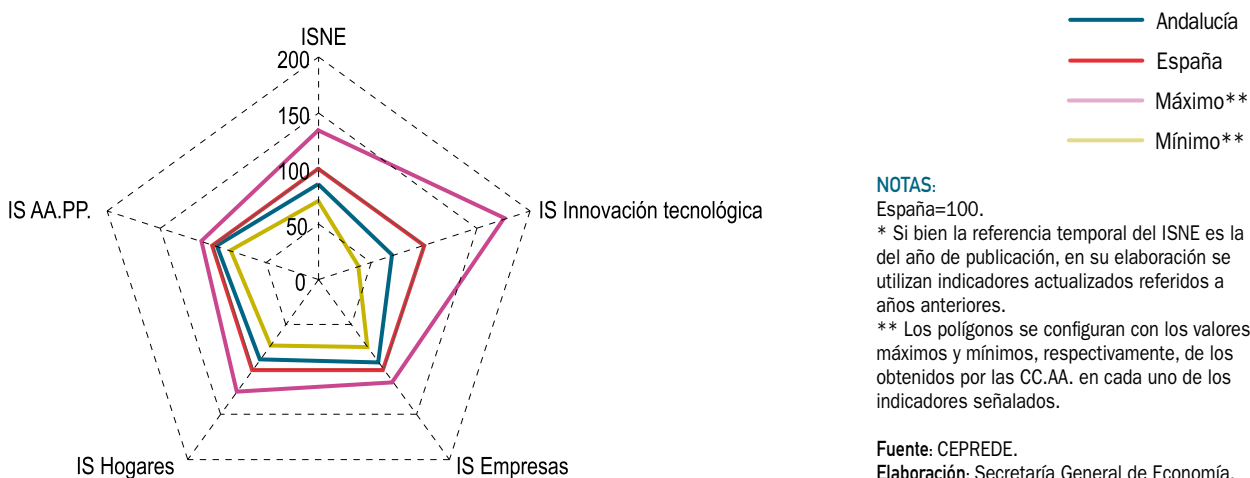 ISNE
200
150
100
50
0
IS AA.PP.
IS Innovación tecnológica
IS Hogares
IS Empresas
Andalucía
España
Máximo**
Mínimo**
NOTAS:
España=100.
* Si bien la referencia temporal del ISNE es la
del año de publicación, en su elaboración se
utilizan indicadores actualizados referidos a
años anteriores.
** Los polígonos se configuran con los valores
máximos y mínimos, respectivamente, de los
obtenidos por las CC.AA. en cada uno de los
indicadores señalados.
Fuente: CEPREDE.
Elaboración: Secretaría General de Economía.